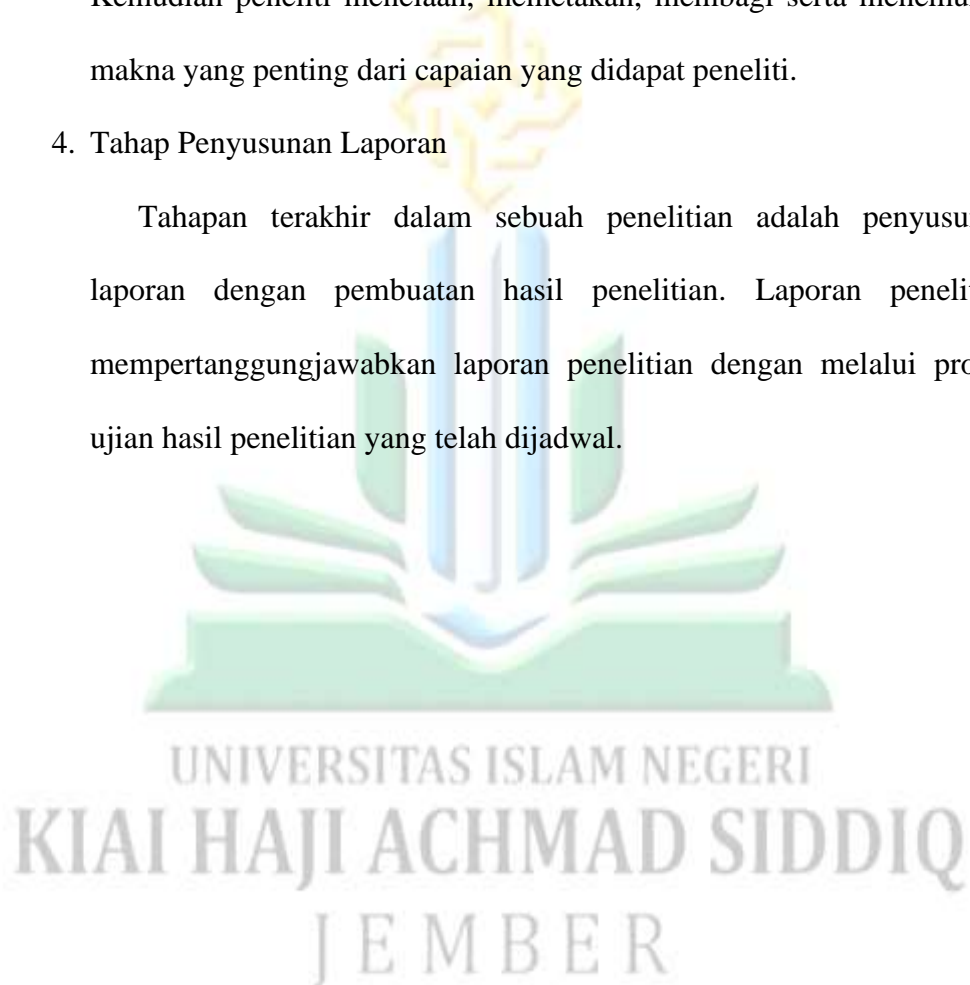 makna yang penting dari capaian yang didapat peneliti.
4. Tahap Penyusunan Laporan
Tahapan terakhir dalam sebuah penelitian adalah
laporan dengan pembuatan hasil penelitian. Laporan
mempertanggungjawabkan laporan penelitian dengan melalui
ujian hasil penelitian yang telah dijadwal.
UNIVERSITAS ISLAM NEGERI
KIAI HAJI ACHMAD SIDDIQ
JEMBER